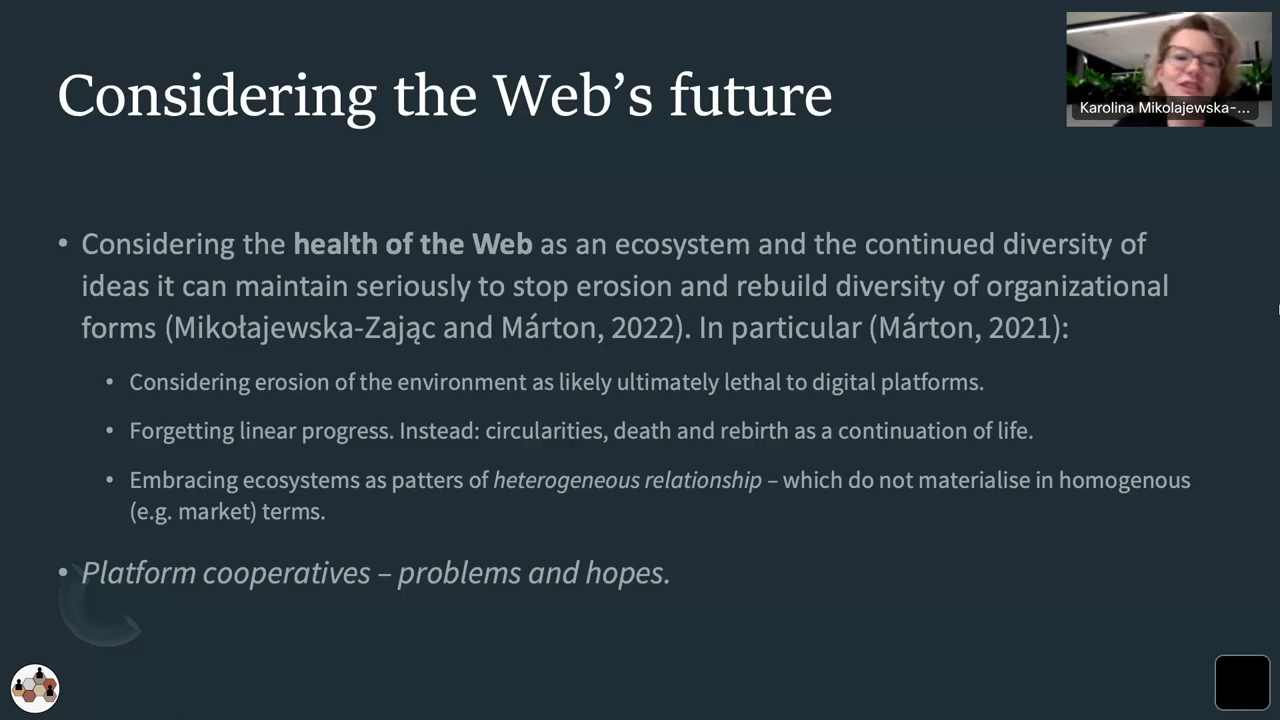 Considering the Web’s future
Karolina Mikolajewska-...
• Considering the health of the Web as an ecosystem and the continued diversity of
ideas it can maintain seriously to stop erosion and rebuild diversity of organizational
forms (Mikołajewska-Zając and Márton, 2022). In particular (Márton, 2021):
• Considering erosion of the environment as likely ultimately lethal to digital platforms.
• Forgetting linear progress. Instead: circularities, death and rebirth as a continuation of life.
• Embracing ecosystems as patters of heterogeneous relationship – which do not materialise in homogenous
(e.g. market) terms.
• Platform cooperatives – problems and hopes.